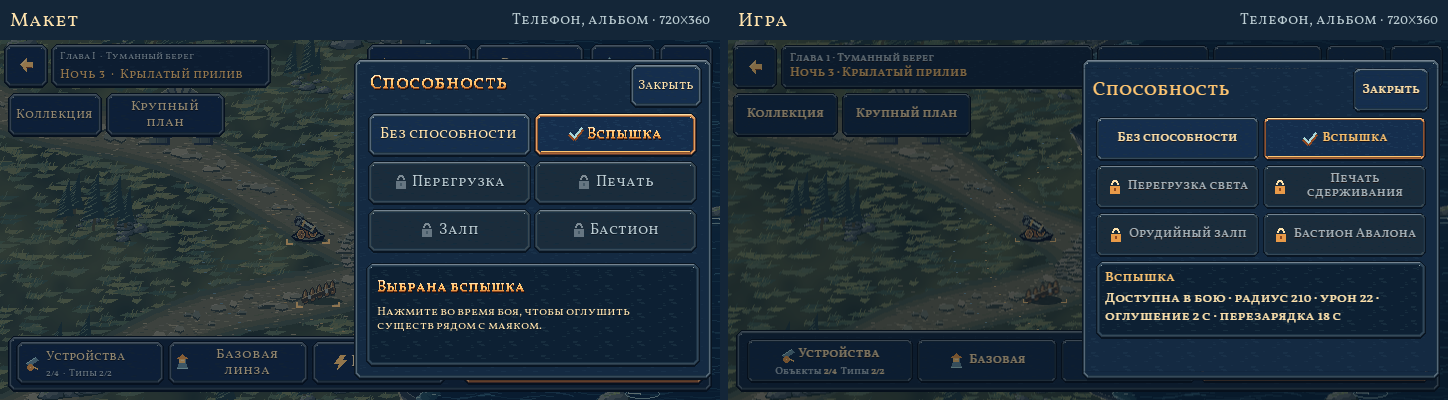 Макет
Телефон, альбом · 720×360
Глава I · Туманный берег
Ночь 3 · Крылатый прилив
Коллекция
Крупный
план
Способность
Закрыть
Без способности
Вспышка
Перегрузка
Печать
Залп
Бастион
Выбрана вспышка
Нажмите во время боя, чтобы оглушить
существ рядом с маяком.
Устройства
2/4 · Типы 2/2
Базовая
линза
Игра
Телефон, альбом · 720×360
Глава 1 · Туманный берег
Ночь 3 · Крылатый прилив
Коллекция
Крупный план
Способность
Закрыть
Без способности
Вспышка
Перегрузка света
Печать
сдерживания
Орудийный залп
Бастион Авалона
Вспышка
Доступна в бою · радиус 210 · урон 22 ·
оглушение 2 с · перезарядка 18 с
Устройства
Объекты 2/4 Типы 2/2
Базовая